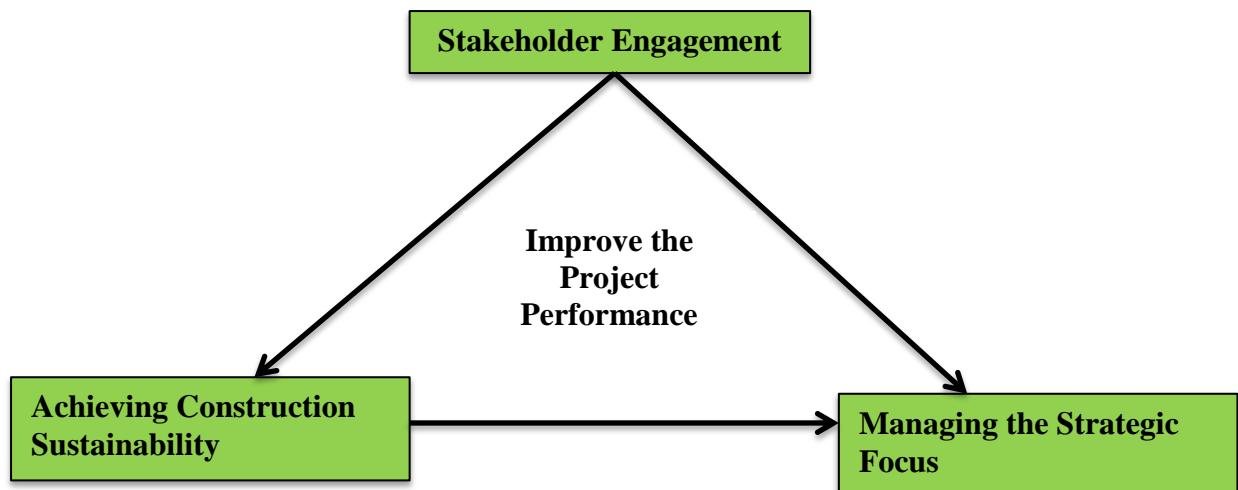 Stakeholder Engagement
Improve the
Project
Performance
Achieving Construction
Sustainability
Managing the Strategic
Focus